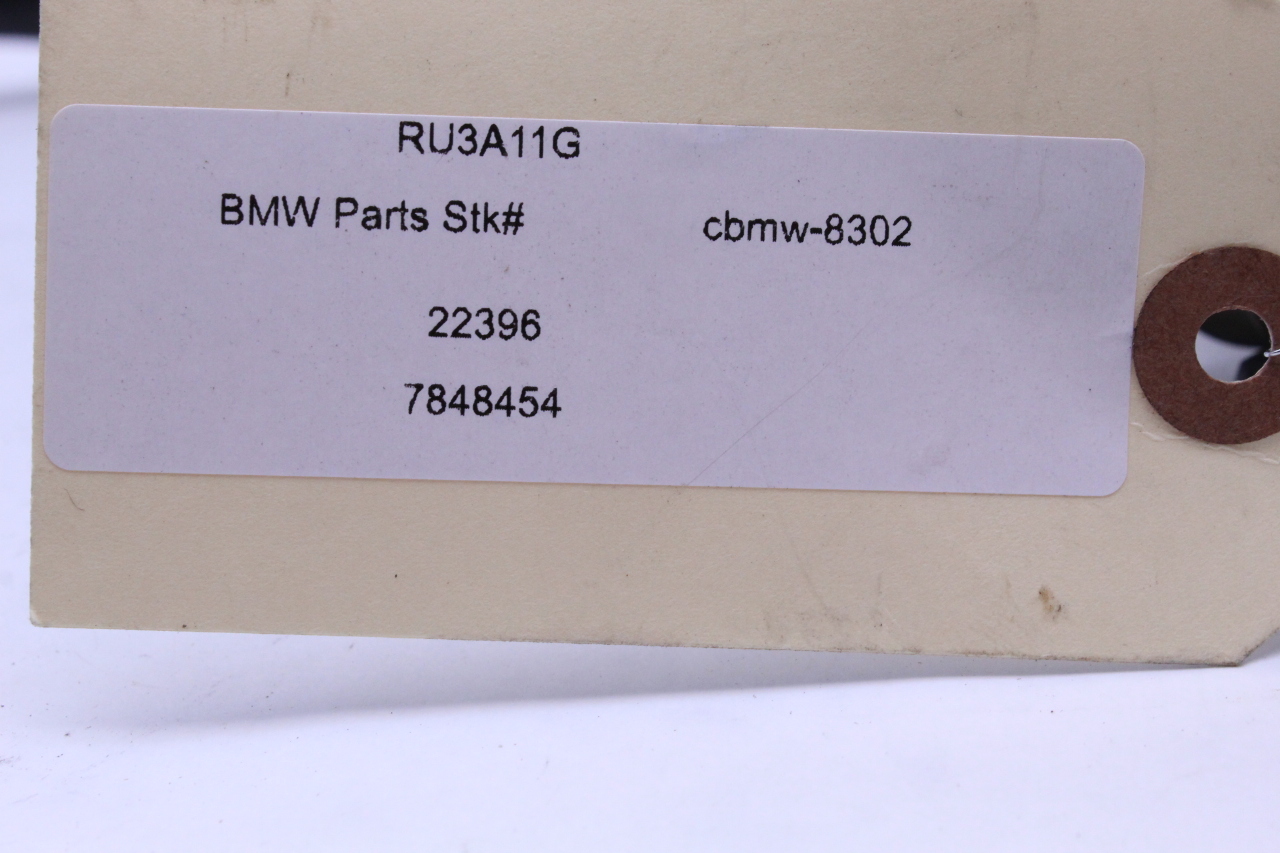 RU3A11G
BMW Parts Stk# cbmw-8302
22396
7848454